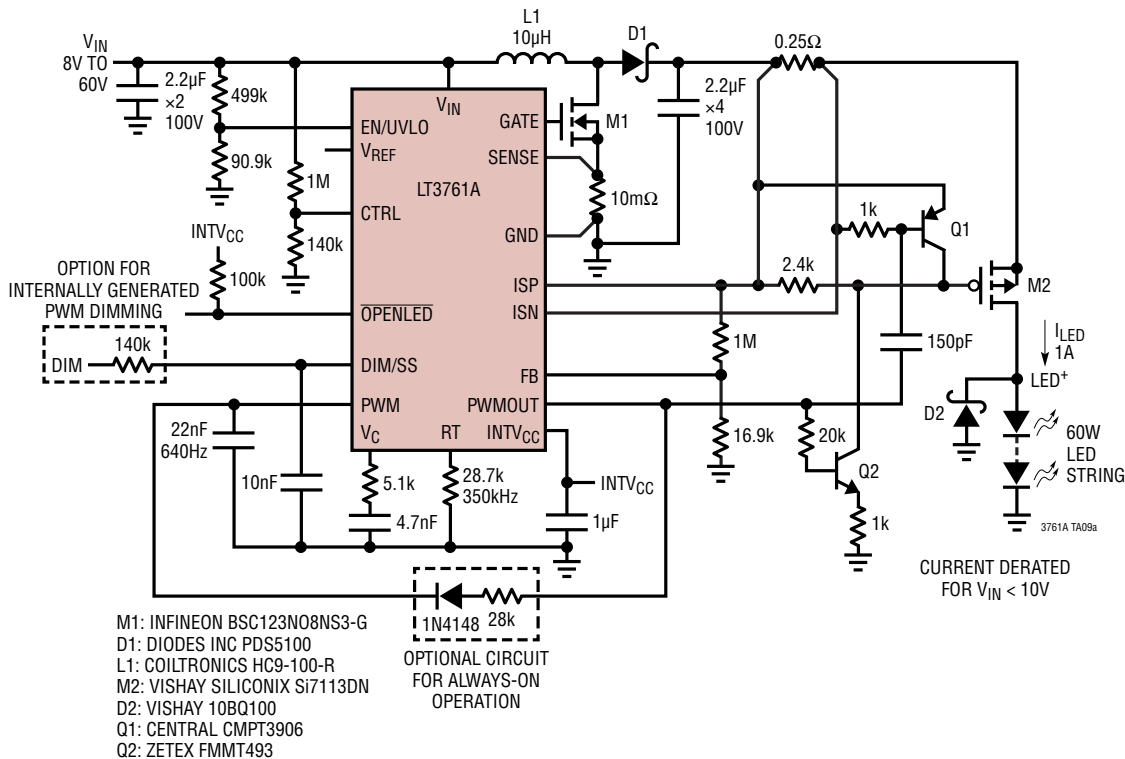 L1
10µH
D1
0.25Ω
V_IN
8V TO
60V
2.2µF
×2
100V
499k
V_IN
GATE
M1
2.2µF
×4
100V
EN/UVLO
V_REF
SENSE
90.9k
1M
LT3761A
10mΩ
CTRL
GND
1k
Q1
INTV_CC
140k
OPTION FOR
INTERNALLY GENERATED
PWM DIMMING
100k
ISP
2.4k
M2
OPENLED
ISN
1M
150pF
I_LED
1A
140k
DIM
DIM/SS
FB
LED+
PWM
PWMOUT
D2
22nF
640Hz
V_C
RT
INTV_CC
16.9k
20k
60W
LED
STRING
10nF
5.1k
28.7k
350kHz
INTV_CC
Q2
4.7nF
1µF
1k
3761A TA09a
CURRENT DERATED
FOR V_IN < 10V
1N4148
28k
OPTIONAL CIRCUIT
FOR ALWAYS-ON
OPERATION
M1: INFINEON BSC123NO8NS3-G
D1: DIODES INC PDS5100
L1: COILTRONICS HC9-100-R
M2: VISHAY SILICONIX Si7113DN
D2: VISHAY 10BQ100
Q1: CENTRAL CMPT3906
Q2: ZETEX FMMT493